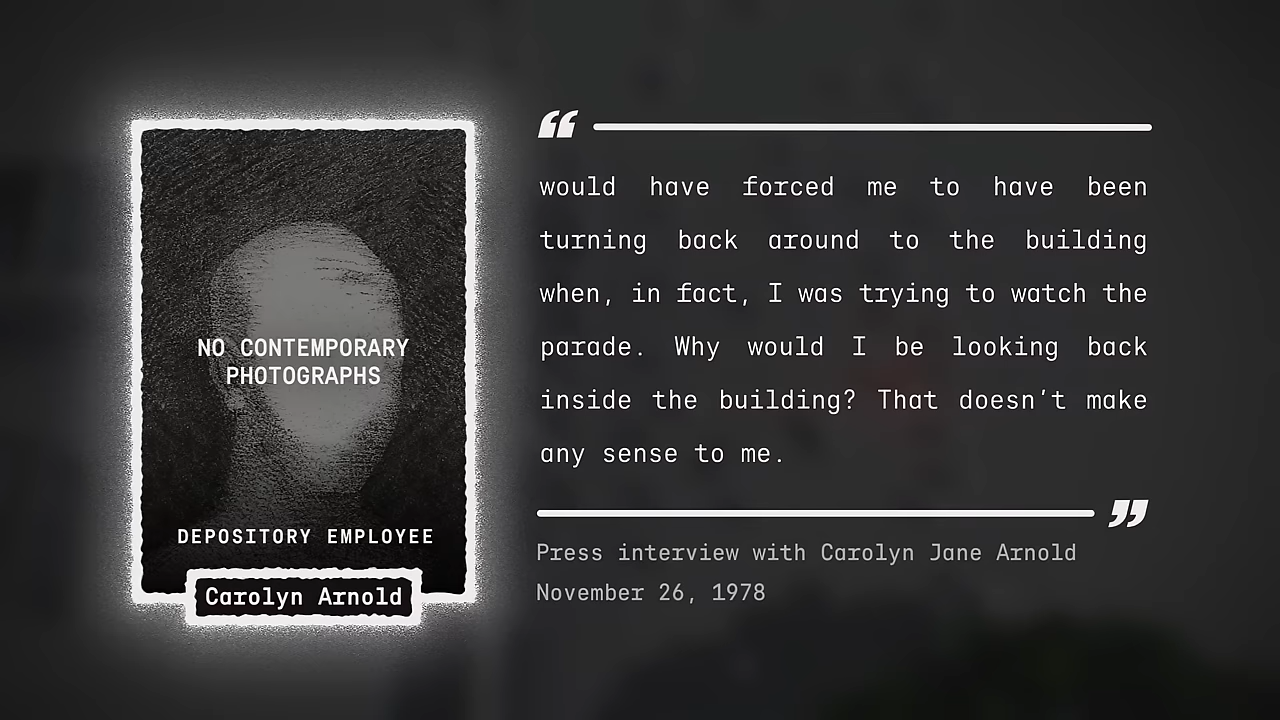 NO CONTEMPORARY
PHOTOGRAPHS
DEPOSITORY EMPLOYEE
Carolyn Arnold
“
would have forced me to have been
turning back around to the building
when, in fact, I was trying to watch the
parade. Why would I be looking back
inside the building? That doesn't make
any sense to me.
”
Press interview with Carolyn Jane Arnold
November 26, 1978